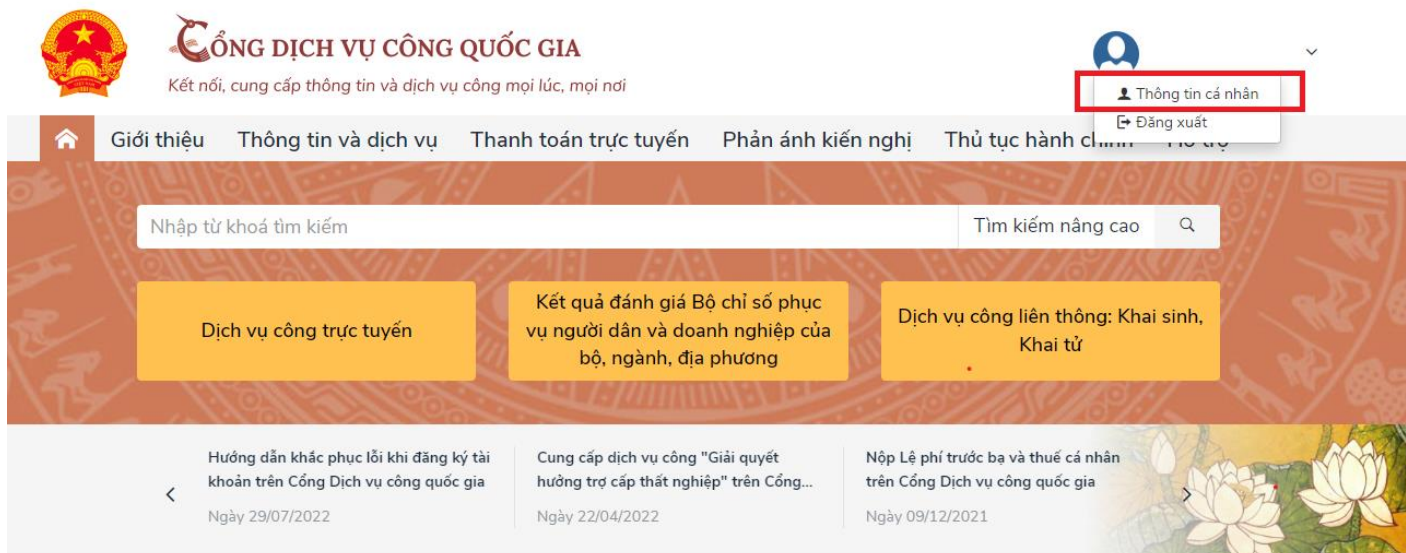 CỔNG DỊCH VỤ CÔNG QUỐC GIA
Kết nối, cung cấp thông tin và dịch vụ công mọi lúc, mọi nơi
Thông tin cá nhân
Đăng xuất
Giới thiệu Thông tin và dịch vụ Thanh toán trực tuyến Phản ánh kiến nghị Thủ tục hành chính
Nhập từ khoá tìm kiếm Tìm kiếm nâng cao
Dịch vụ công trực tuyến
Kết quả đánh giá Bộ chỉ số phục
vụ người dân và doanh nghiệp của
bộ, ngành, địa phương
Dịch vụ công liên thông: Khai sinh,
Khai tử
Hướng dẫn khắc phục lỗi khi đăng ký tài
khoản trên Cổng Dịch vụ công quốc gia
Ngày 29/07/2022
Cung cấp dịch vụ công "Giải quyết
hưởng trợ cấp thất nghiệp" trên Cổng...
Ngày 22/04/2022
Nộp Lệ phí trước bạ và thuế cá nhân
trên Cổng Dịch vụ công quốc gia
Ngày 09/12/2021